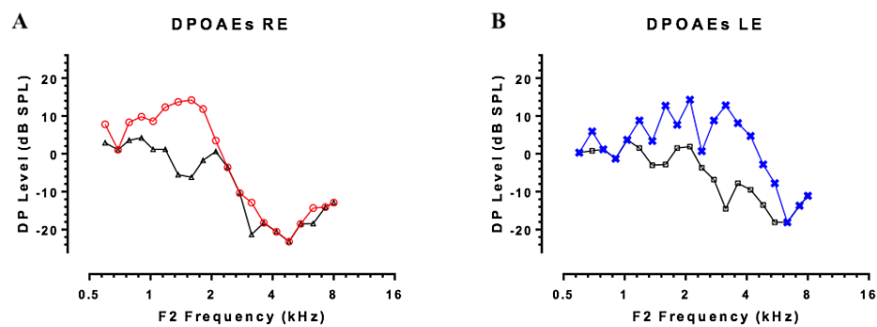 A
DPOAEs RE
DP Level (dB SPL)
20
10
0
-10
-20
0.5 1 2 4 8 16
F2 Frequency (kHz)
B
DPOAEs LE
DP Level (dB SPL)
20
10
0
-10
-20
0.5 1 2 4 8 16
F2 Frequency (kHz)